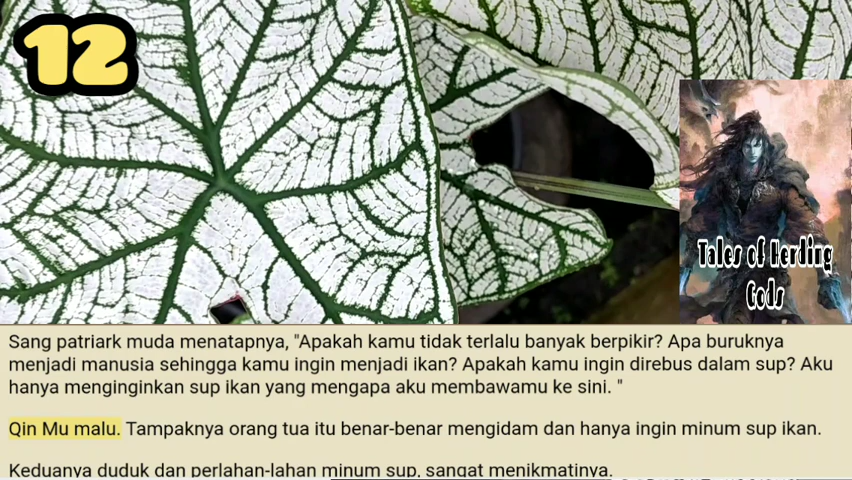 12
Tales of Herding
Gods
Sang patriark muda menatapnya, "Apakah kamu tidak terlalu banyak berpikir? Apa buruknya
menjadi manusia sehingga kamu ingin menjadi ikan? Apakah kamu ingin direbus dalam sup? Aku
hanya menginginkan sup ikan yang mengapa aku membawamu ke sini. "
Qin Mu malu. Tampaknya orang tua itu benar-benar mengidam dan hanya ingin minum sup ikan.
Keduanya duduk dan perlahan-lahan minum sup, sangat menikmatinya.